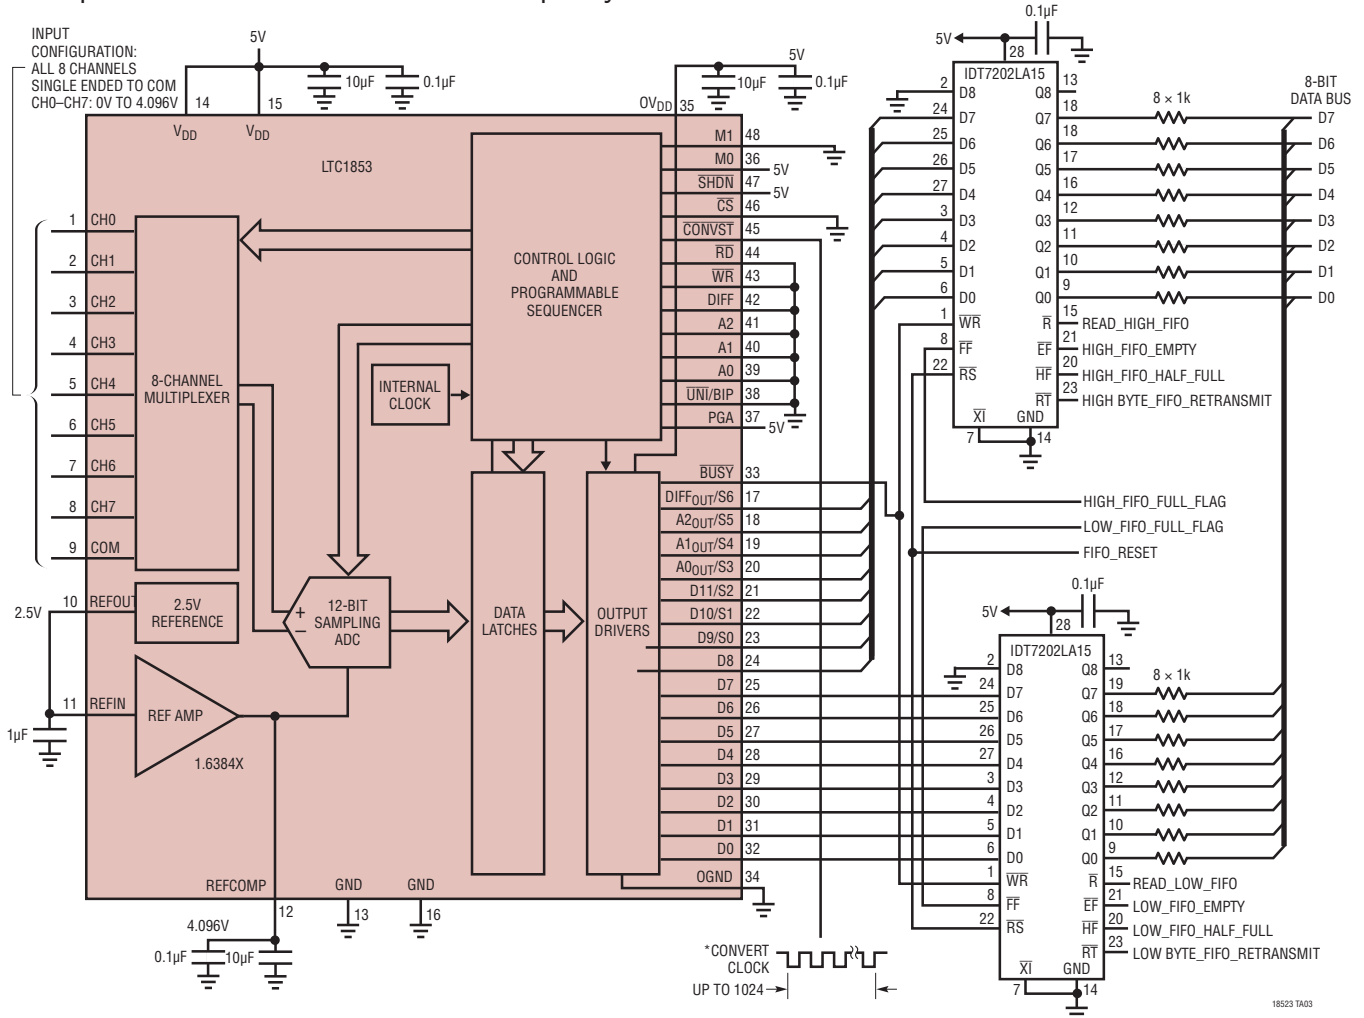 INPUT
CONFIGURATION:
ALL 8 CHANNELS
SINGLE ENDED TO COM
CH0–CH7: 0V TO 4.096V
5V
10µF
0.1µF
14
15
V_DD
V_DD
LTC1853
5V
10µF
0.1µF
OV_DD
35
1 CH0
2 CH1
3 CH2
4 CH3
5 CH4
6 CH5
7 CH6
8 CH7
9 COM
8-CHANNEL
MULTIPLEXER
CONTROL LOGIC
AND
PROGRAMMABLE
SEQUENCER
INTERNAL
CLOCK
2.5V
10 REFOUT
2.5V
REFERENCE
11 REFIN
1µF
REF AMP
1.6384X
+
–
12-BIT
SAMPLING
ADC
DATA
LATCHES
OUTPUT
DRIVERS
REFCOMP
12
4.096V
0.1µF
10µF
GND
13
GND
16
M1 48
M0 36
5V
SHDN 47
5V
CS 46
CONVST 45
RD 44
WR 43
DIFF 42
A2 41
A1 40
A0 39
UNI/BIP 38
PGA 37
5V
BUSY 33
DIFF_OUT/S6 17
A2_OUT/S5 18
A1_OUT/S4 19
A0_OUT/S3 20
D11/S2 21
D10/S1 22
D9/S0 23
D8 24
D7 25
D6 26
D5 27
D4 28
D3 29
D2 30
D1 31
D0 32
OGND 34
*CONVERT
CLOCK
UP TO 1024
0.1µF
5V
28
IDT7202LA15
2 D8 Q8 13
24 D7 Q7 18
25 D6 Q6 18
26 D5 Q5 17
27 D4 Q4 16
3 D3 Q3 12
4 D2 Q2 11
5 D1 Q1 10
6 D0 Q0 9
1 WR R 15 READ_HIGH_FIFO
8 FF EF 21 HIGH_FIFO_EMPTY
22 RS HF 20 HIGH_FIFO_HALF_FULL
RT 23 HIGH BYTE_FIFO_RETRANSMIT
XI GND
7 14
8 × 1k
8-BIT
DATA BUS
D7
D6
D5
D4
D3
D2
D1
D0
HIGH_FIFO_FULL_FLAG
LOW_FIFO_FULL_FLAG
FIFO_RESET
0.1µF
5V
28
IDT7202LA15
2 D8 Q8 13
24 D7 Q7 19
25 D6 Q6 18
26 D5 Q5 17
27 D4 Q4 16
3 D3 Q3 12
4 D2 Q2 11
5 D1 Q1 10
6 D0 Q0 9
1 WR R 15 READ_LOW_FIFO
8 FF EF 21 LOW_FIFO_EMPTY
22 RS HF 20 LOW_FIFO_HALF_FULL
RT 23 LOW BYTE_FIFO_RETRANSMIT
XI GND
7 14
8 × 1k
18523 TA03